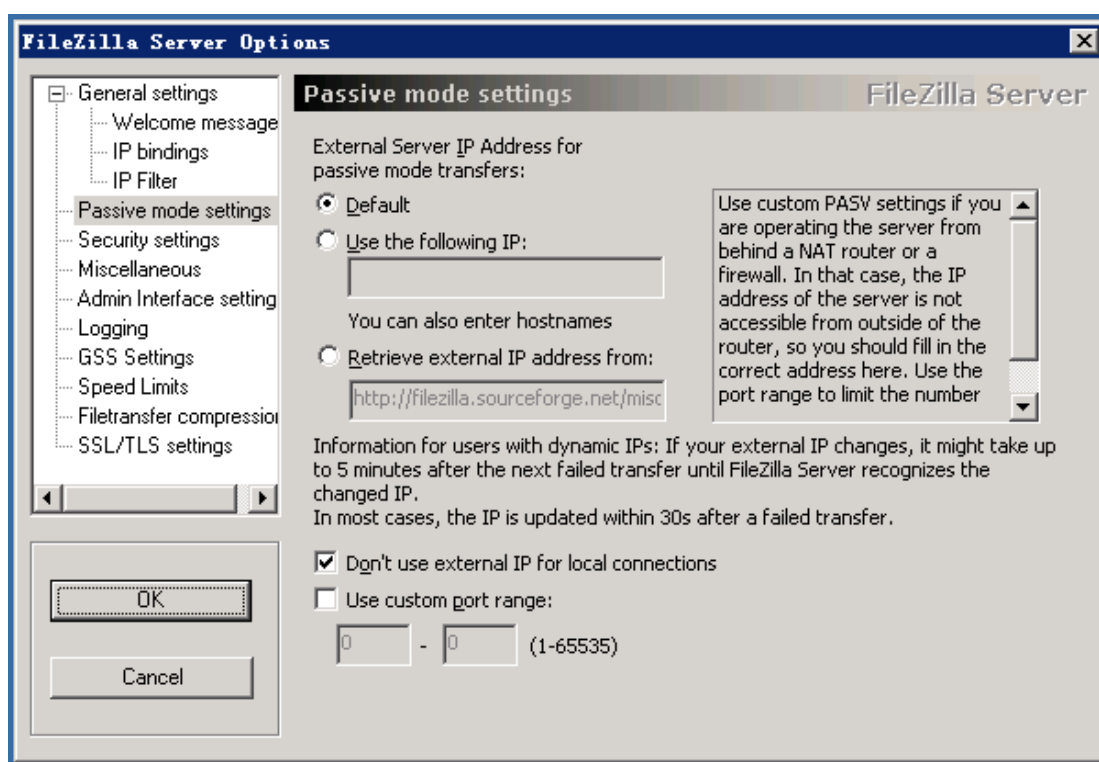 FileZilla Server Options
General settings
Welcome message
IP bindings
IP Filter
Passive mode settings
Security settings
Miscellaneous
Admin Interface setting
Logging
GSS Settings
Speed Limits
Filetransfer compression
SSL/TLS settings
OK
Cancel
Passive mode settings
FileZilla Server
External Server IP Address for
passive mode transfers:
Default
Use the following IP:
You can also enter hostnames
Retrieve external IP address from:
http://filezilla.sourceforge.net/misc
Use custom PASV settings if you
are operating the server from
behind a NAT router or a
firewall. In that case, the IP
address of the server is not
accessible from outside of the
router, so you should fill in the
correct address here. Use the
port range to limit the number
Information for users with dynamic IPs: If your external IP changes, it might take up
to 5 minutes after the next failed transfer until FileZilla Server recognizes the
changed IP.
In most cases, the IP is updated within 30s after a failed transfer.
Don't use external IP for local connections
Use custom port range:
0 - 0 (1-65535)